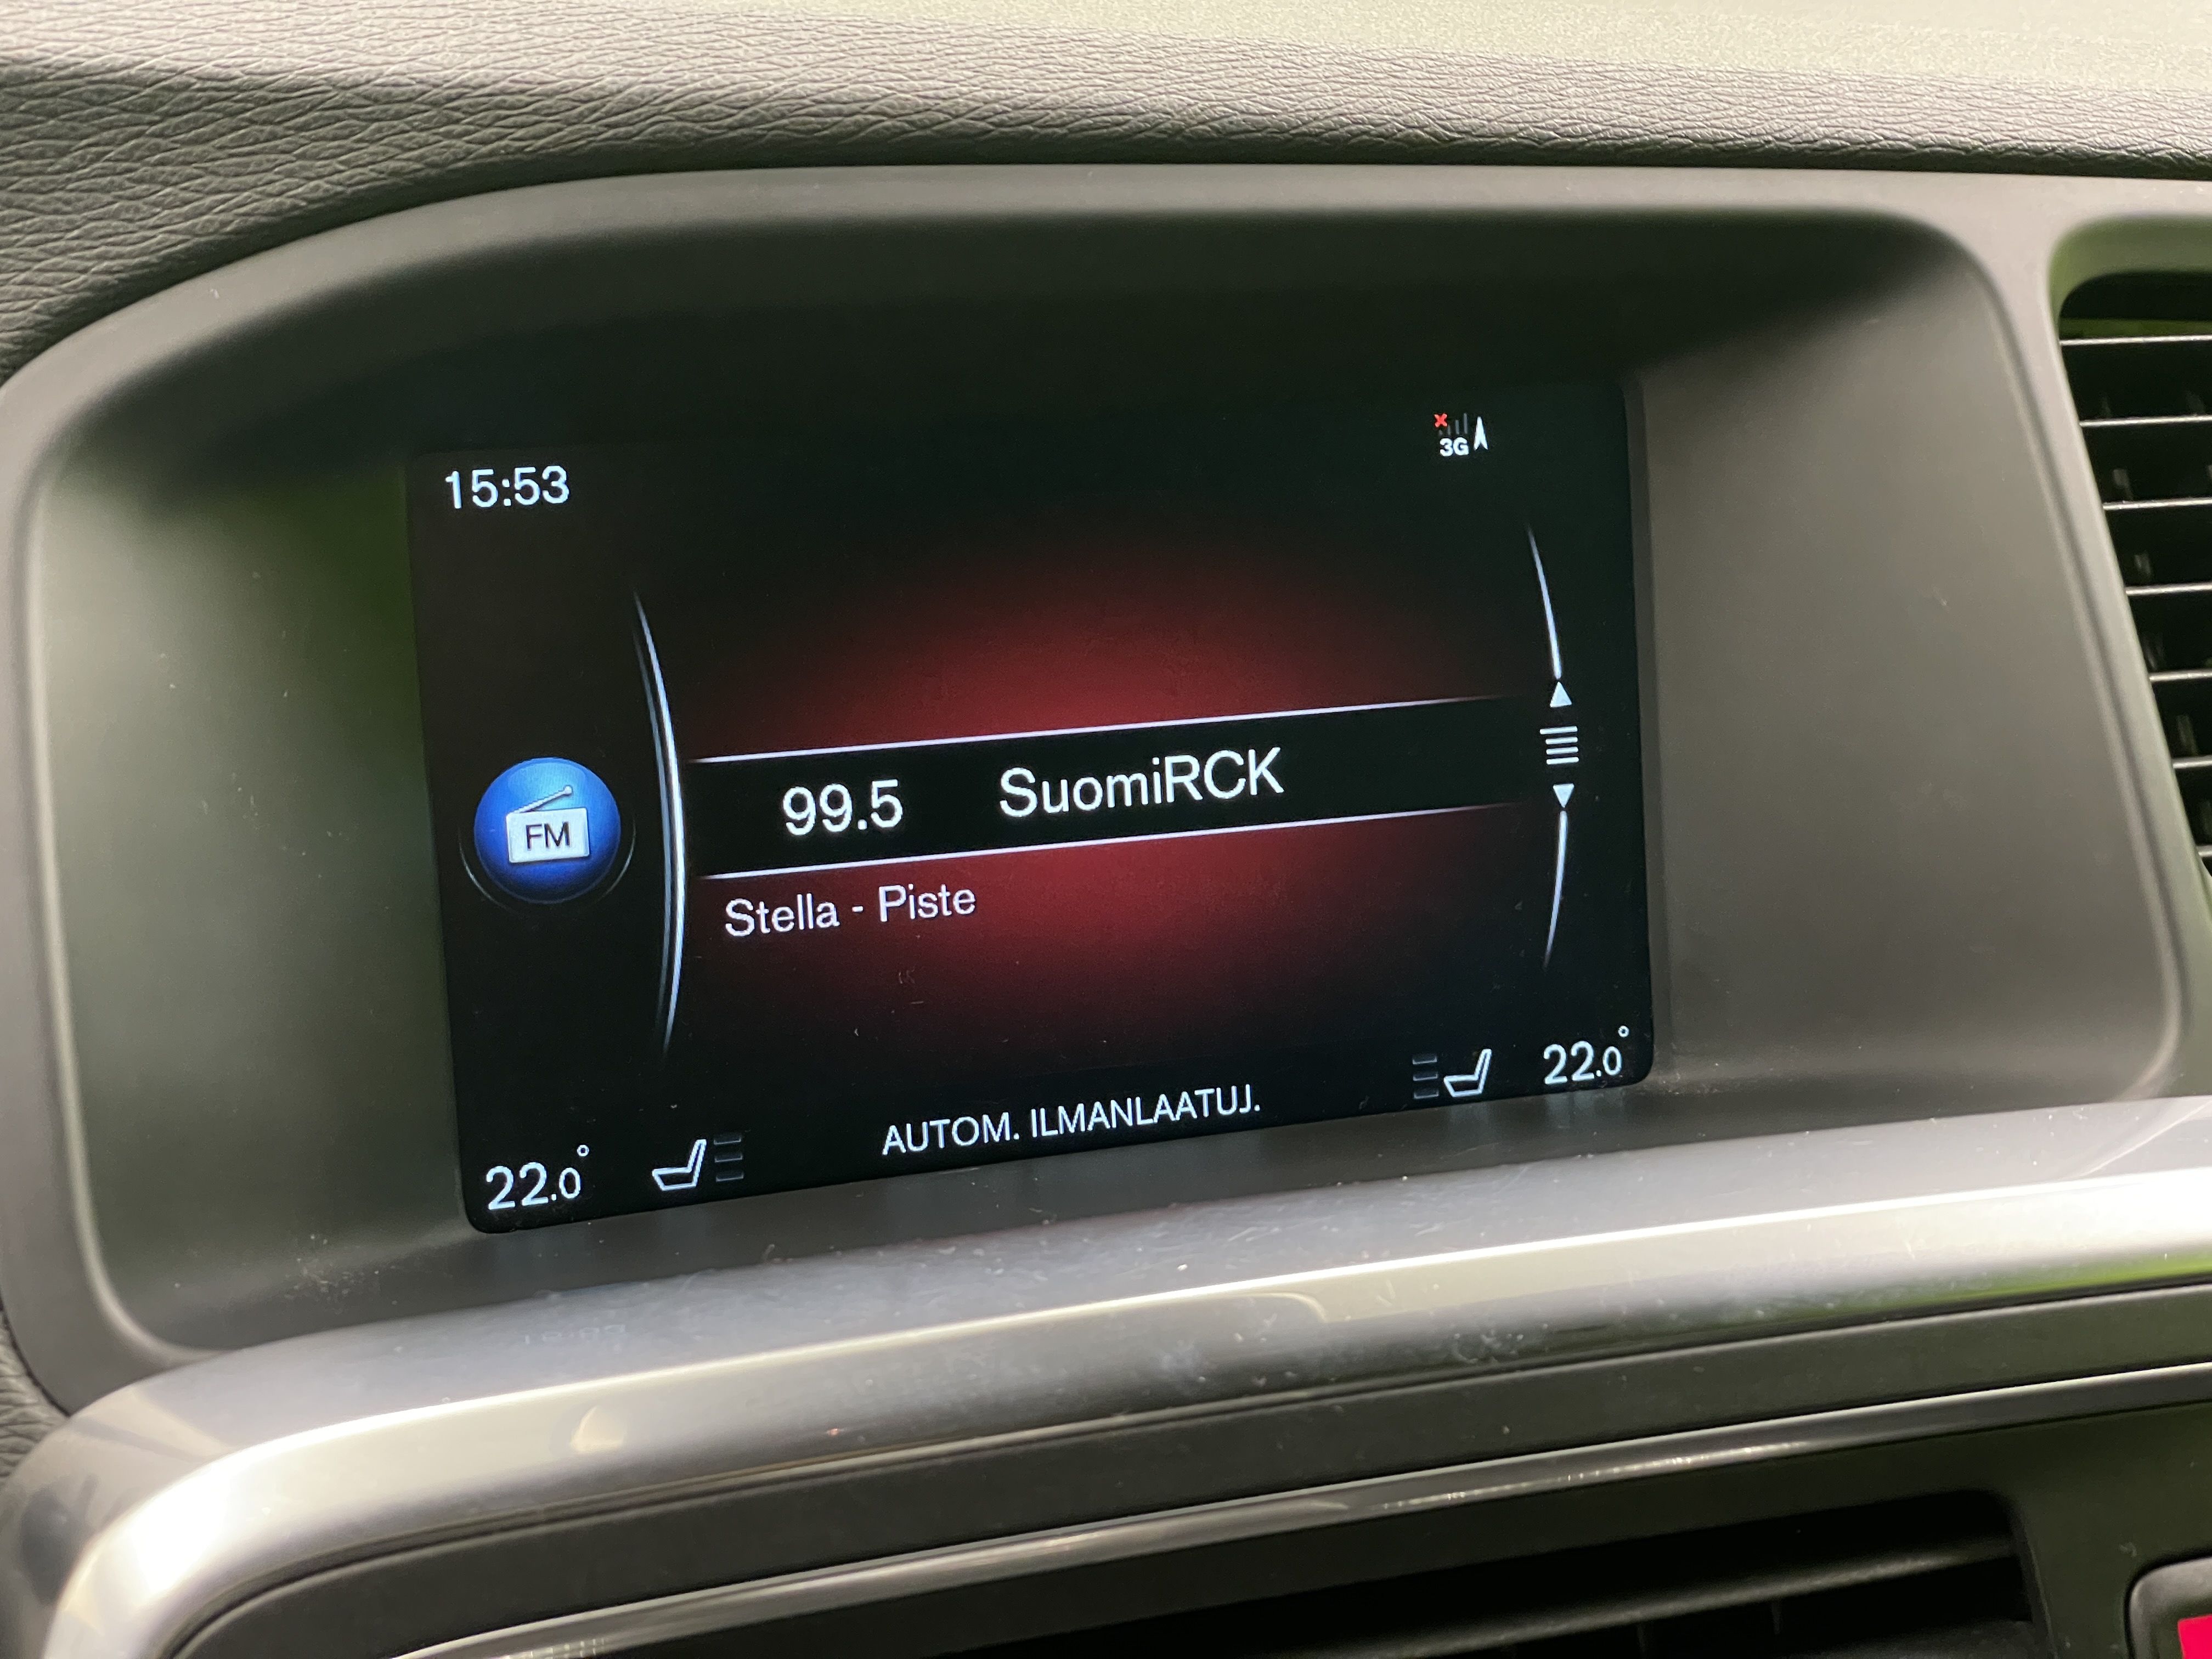 15:53
3G
FM
99.5 SuomiRCK
Stella - Piste
AUTOM. ILMANLAATUJ.
22.0°
22.0°